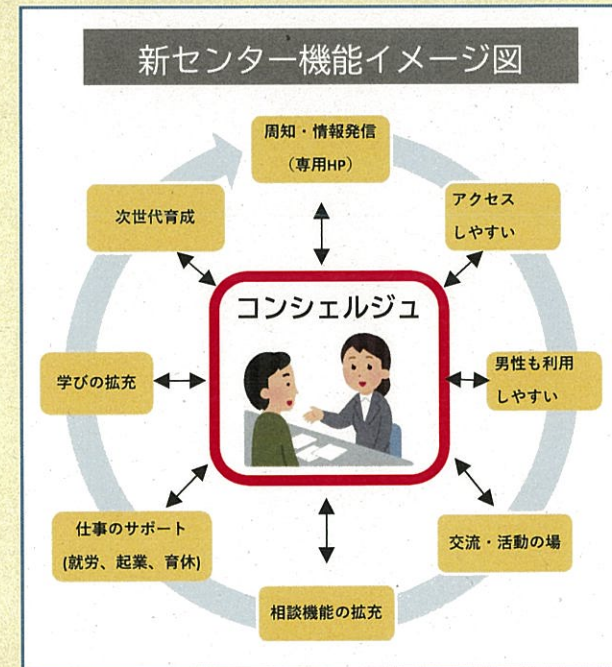 新センター機能イメージ図
周知・情報発信
（専用HP）
アクセス
しやすい
男性も利用
しやすい
交流・活動の場
相談機能の拡充
仕事のサポート
(就労、起業、育休)
学びの拡充
次世代育成
コンシェルジュ